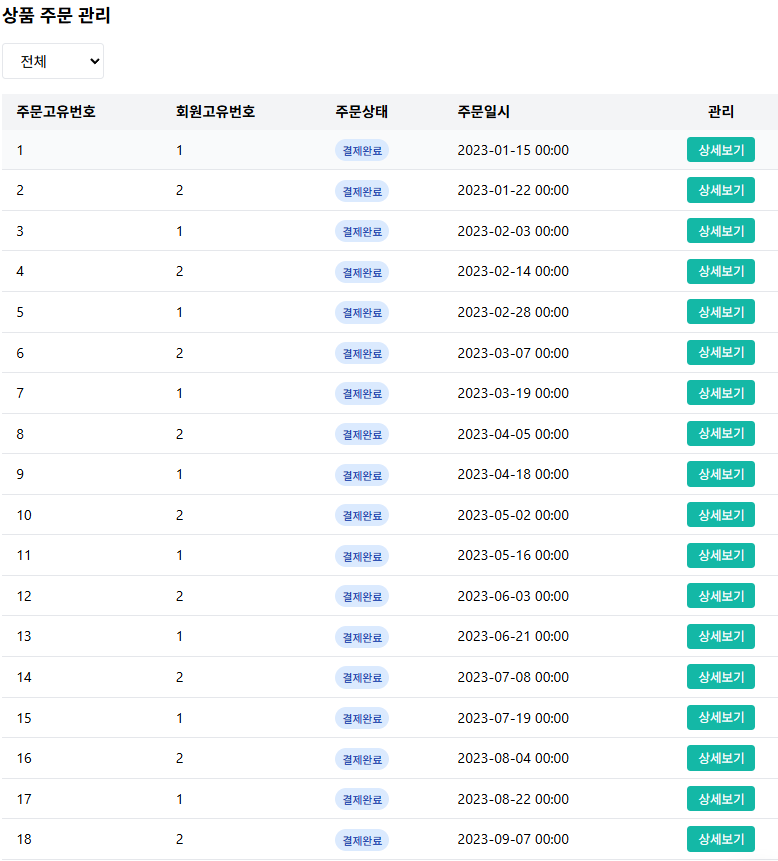 상품 주문 관리
전체
주문고유번호 회원고유번호 주문상태 주문일시 관리
1 1 결제완료 2023-01-15 00:00 상세보기
2 2 결제완료 2023-01-22 00:00 상세보기
3 1 결제완료 2023-02-03 00:00 상세보기
4 2 결제완료 2023-02-14 00:00 상세보기
5 1 결제완료 2023-02-28 00:00 상세보기
6 2 결제완료 2023-03-07 00:00 상세보기
7 1 결제완료 2023-03-19 00:00 상세보기
8 2 결제완료 2023-04-05 00:00 상세보기
9 1 결제완료 2023-04-18 00:00 상세보기
10 2 결제완료 2023-05-02 00:00 상세보기
11 1 결제완료 2023-05-16 00:00 상세보기
12 2 결제완료 2023-06-03 00:00 상세보기
13 1 결제완료 2023-06-21 00:00 상세보기
14 2 결제완료 2023-07-08 00:00 상세보기
15 1 결제완료 2023-07-19 00:00 상세보기
16 2 결제완료 2023-08-04 00:00 상세보기
17 1 결제완료 2023-08-22 00:00 상세보기
18 2 결제완료 2023-09-07 00:00 상세보기